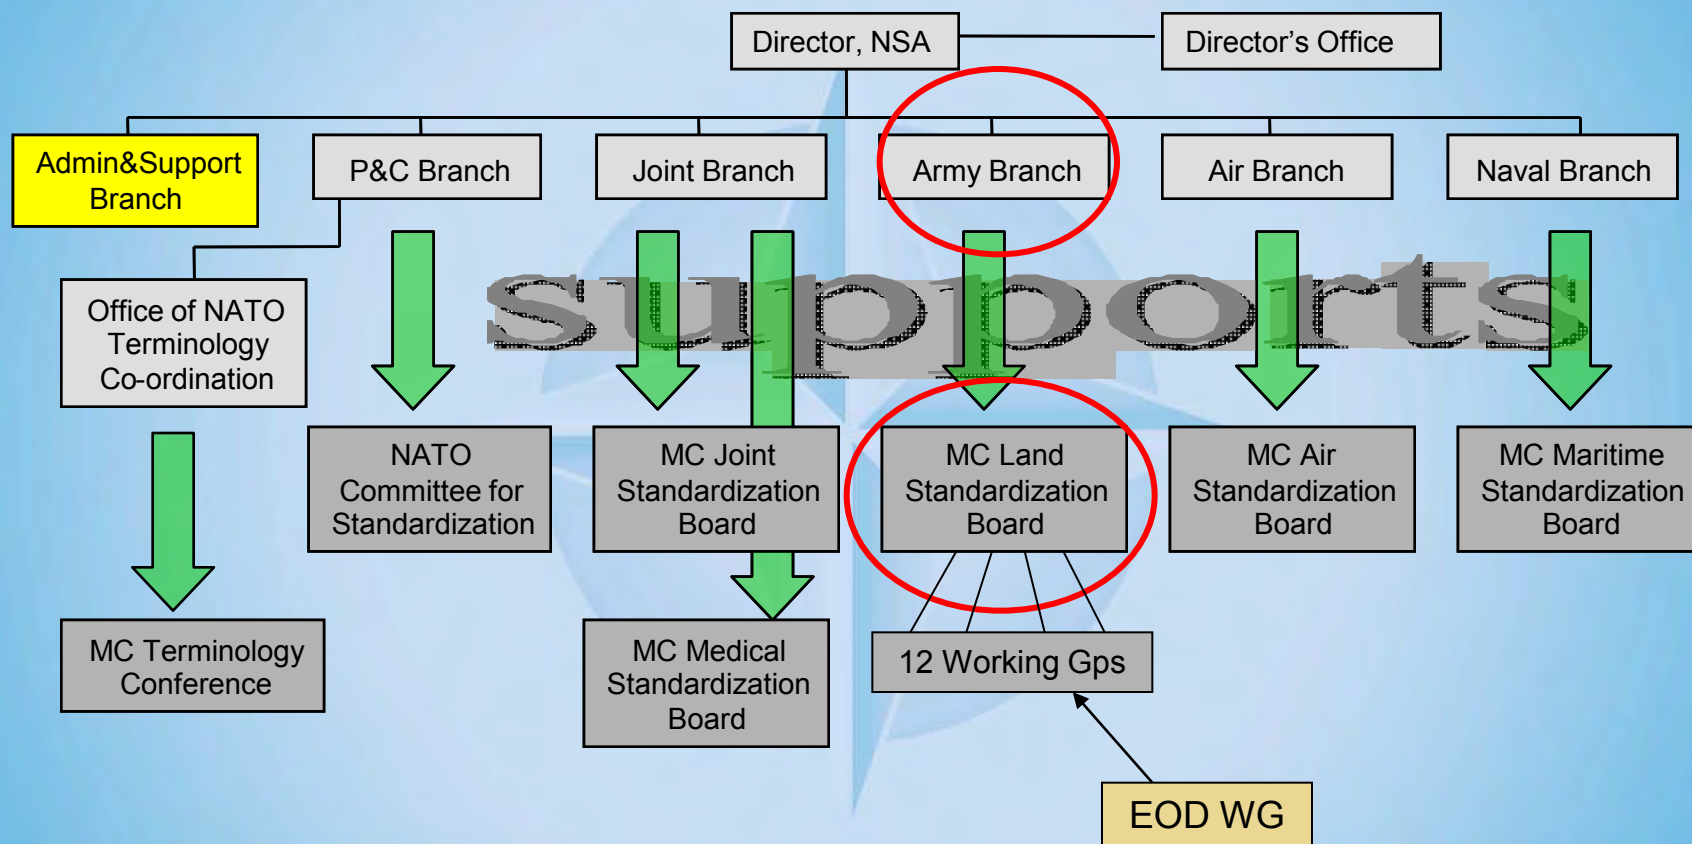 Director, NSA
Director’s Office
Admin&Support
Branch
P&C Branch
Joint Branch
Army Branch
Air Branch
Naval Branch
supports
Office of NATO
Terminology
Co-ordination
NATO
Committee for
Standardization
MC Joint
Standardization
Board
MC Land
Standardization
Board
MC Air
Standardization
Board
MC Maritime
Standardization
Board
MC Terminology
Conference
MC Medical
Standardization
Board
12 Working Gps
EOD WG